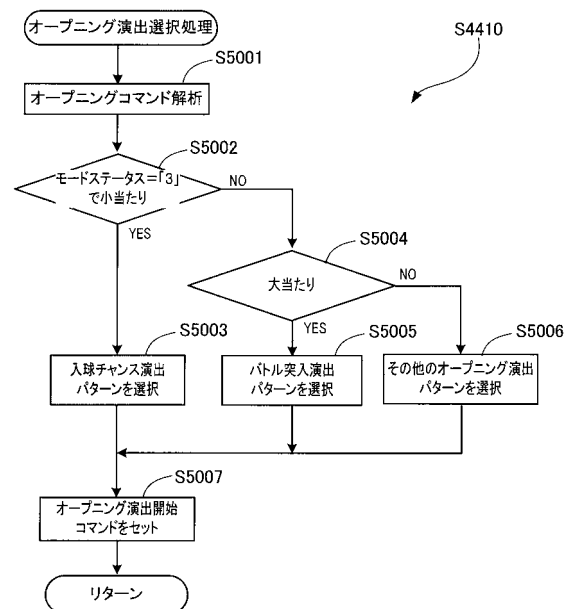 オープニング演出選択処理
S4410
S5001
オープニングコマンド解析
S5002
モードステータス=「3」
で小当たり
NO
YES
S5004
大当たり
NO
YES
S5003
S5005
S5006
入球チャンス演出
パターンを選択
バトル突入演出
パターンを選択
その他のオープニング演出
パターンを選択
S5007
オープニング演出開始
コマンドをセット
リターン